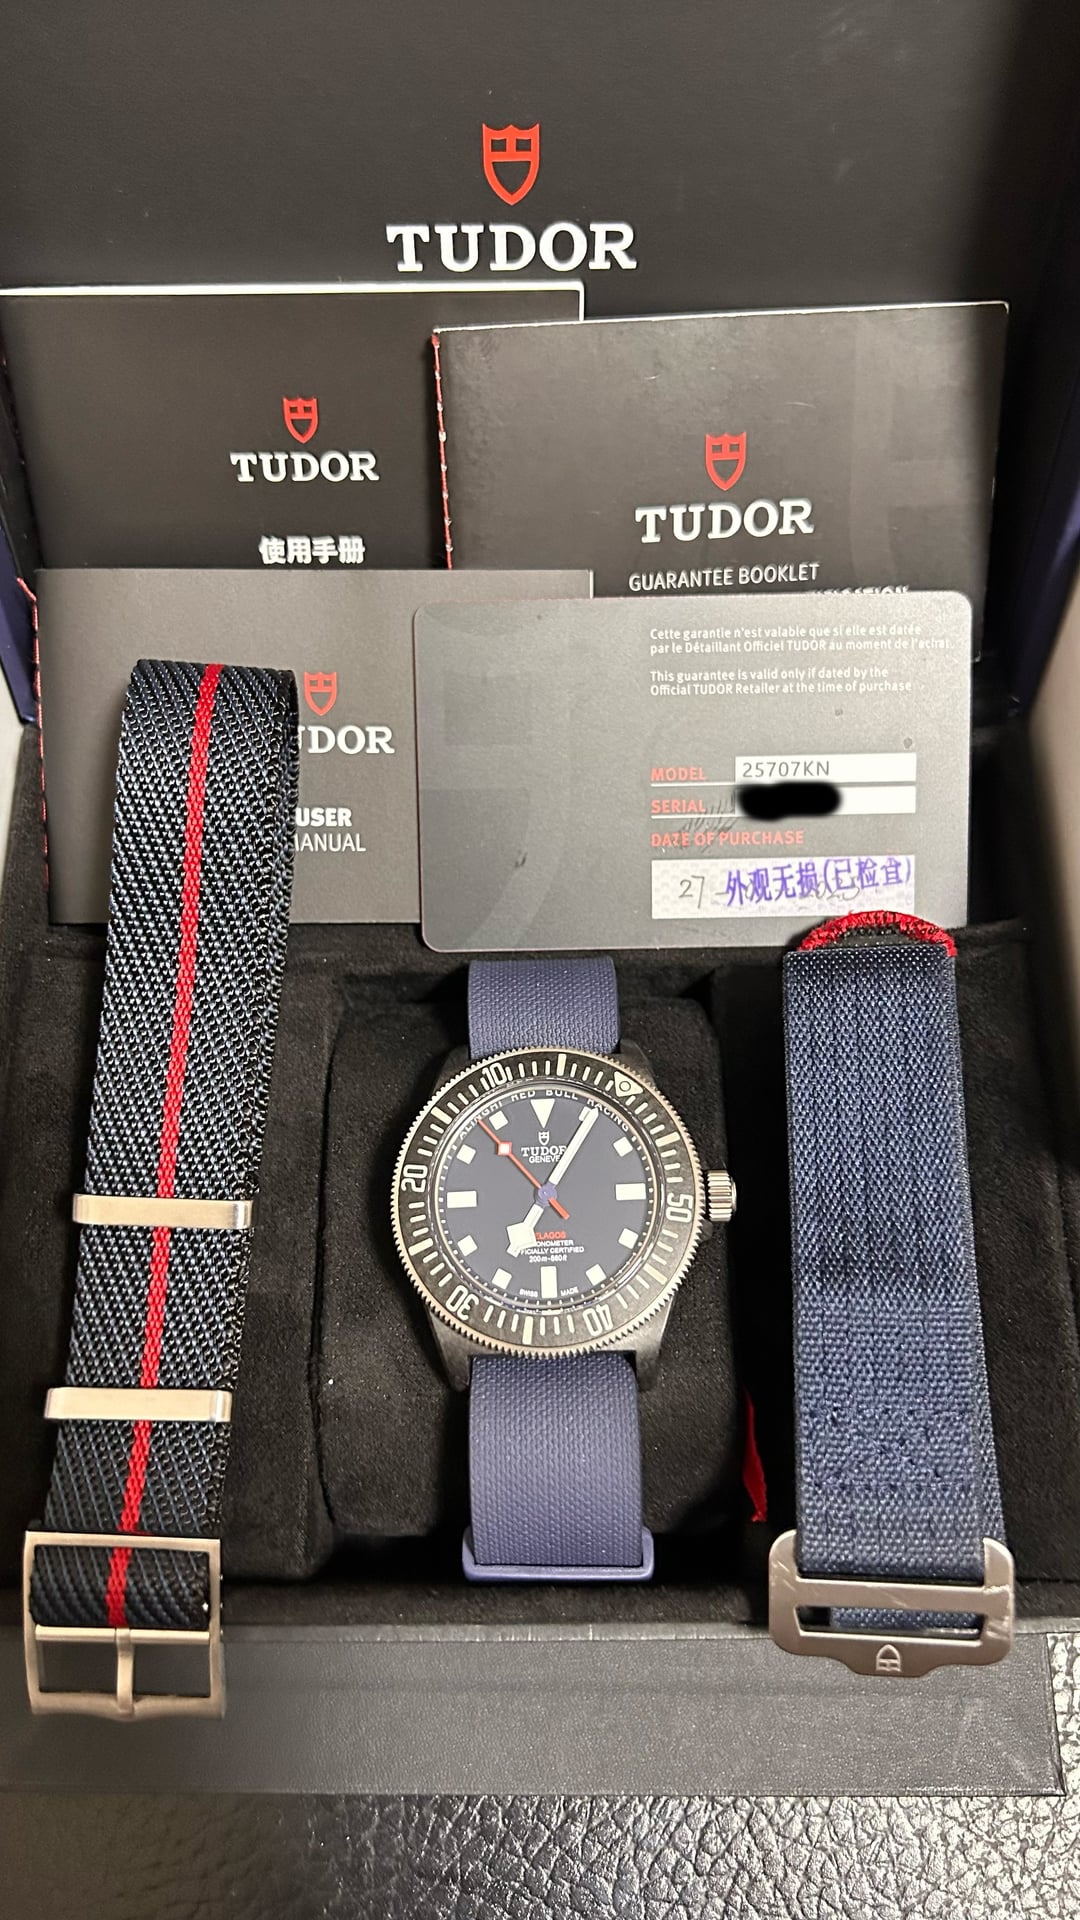 TUDOR
TUDOR
使用手册
TUDOR
GUARANTEE BOOKLET
UDOR
USER
MANUAL
Cette garantie n'est valable que si elle est datée
par le Détaillant Officiel TUDOR au moment de l'achat.
This guarantee is valid only if dated by the
Official TUDOR Retailer at the time of purchase
MODEL 25707KN
SERIAL
DATE OF PURCHASE
27
外观无损(已检查)
ALINGHI RED BULL RACING
TUDOR
GENEVE
PELAGOS
CHRONOMETER
OFFICIALLY CERTIFIED
200m-660ft
SWISS MADE
10
20
30
40
50